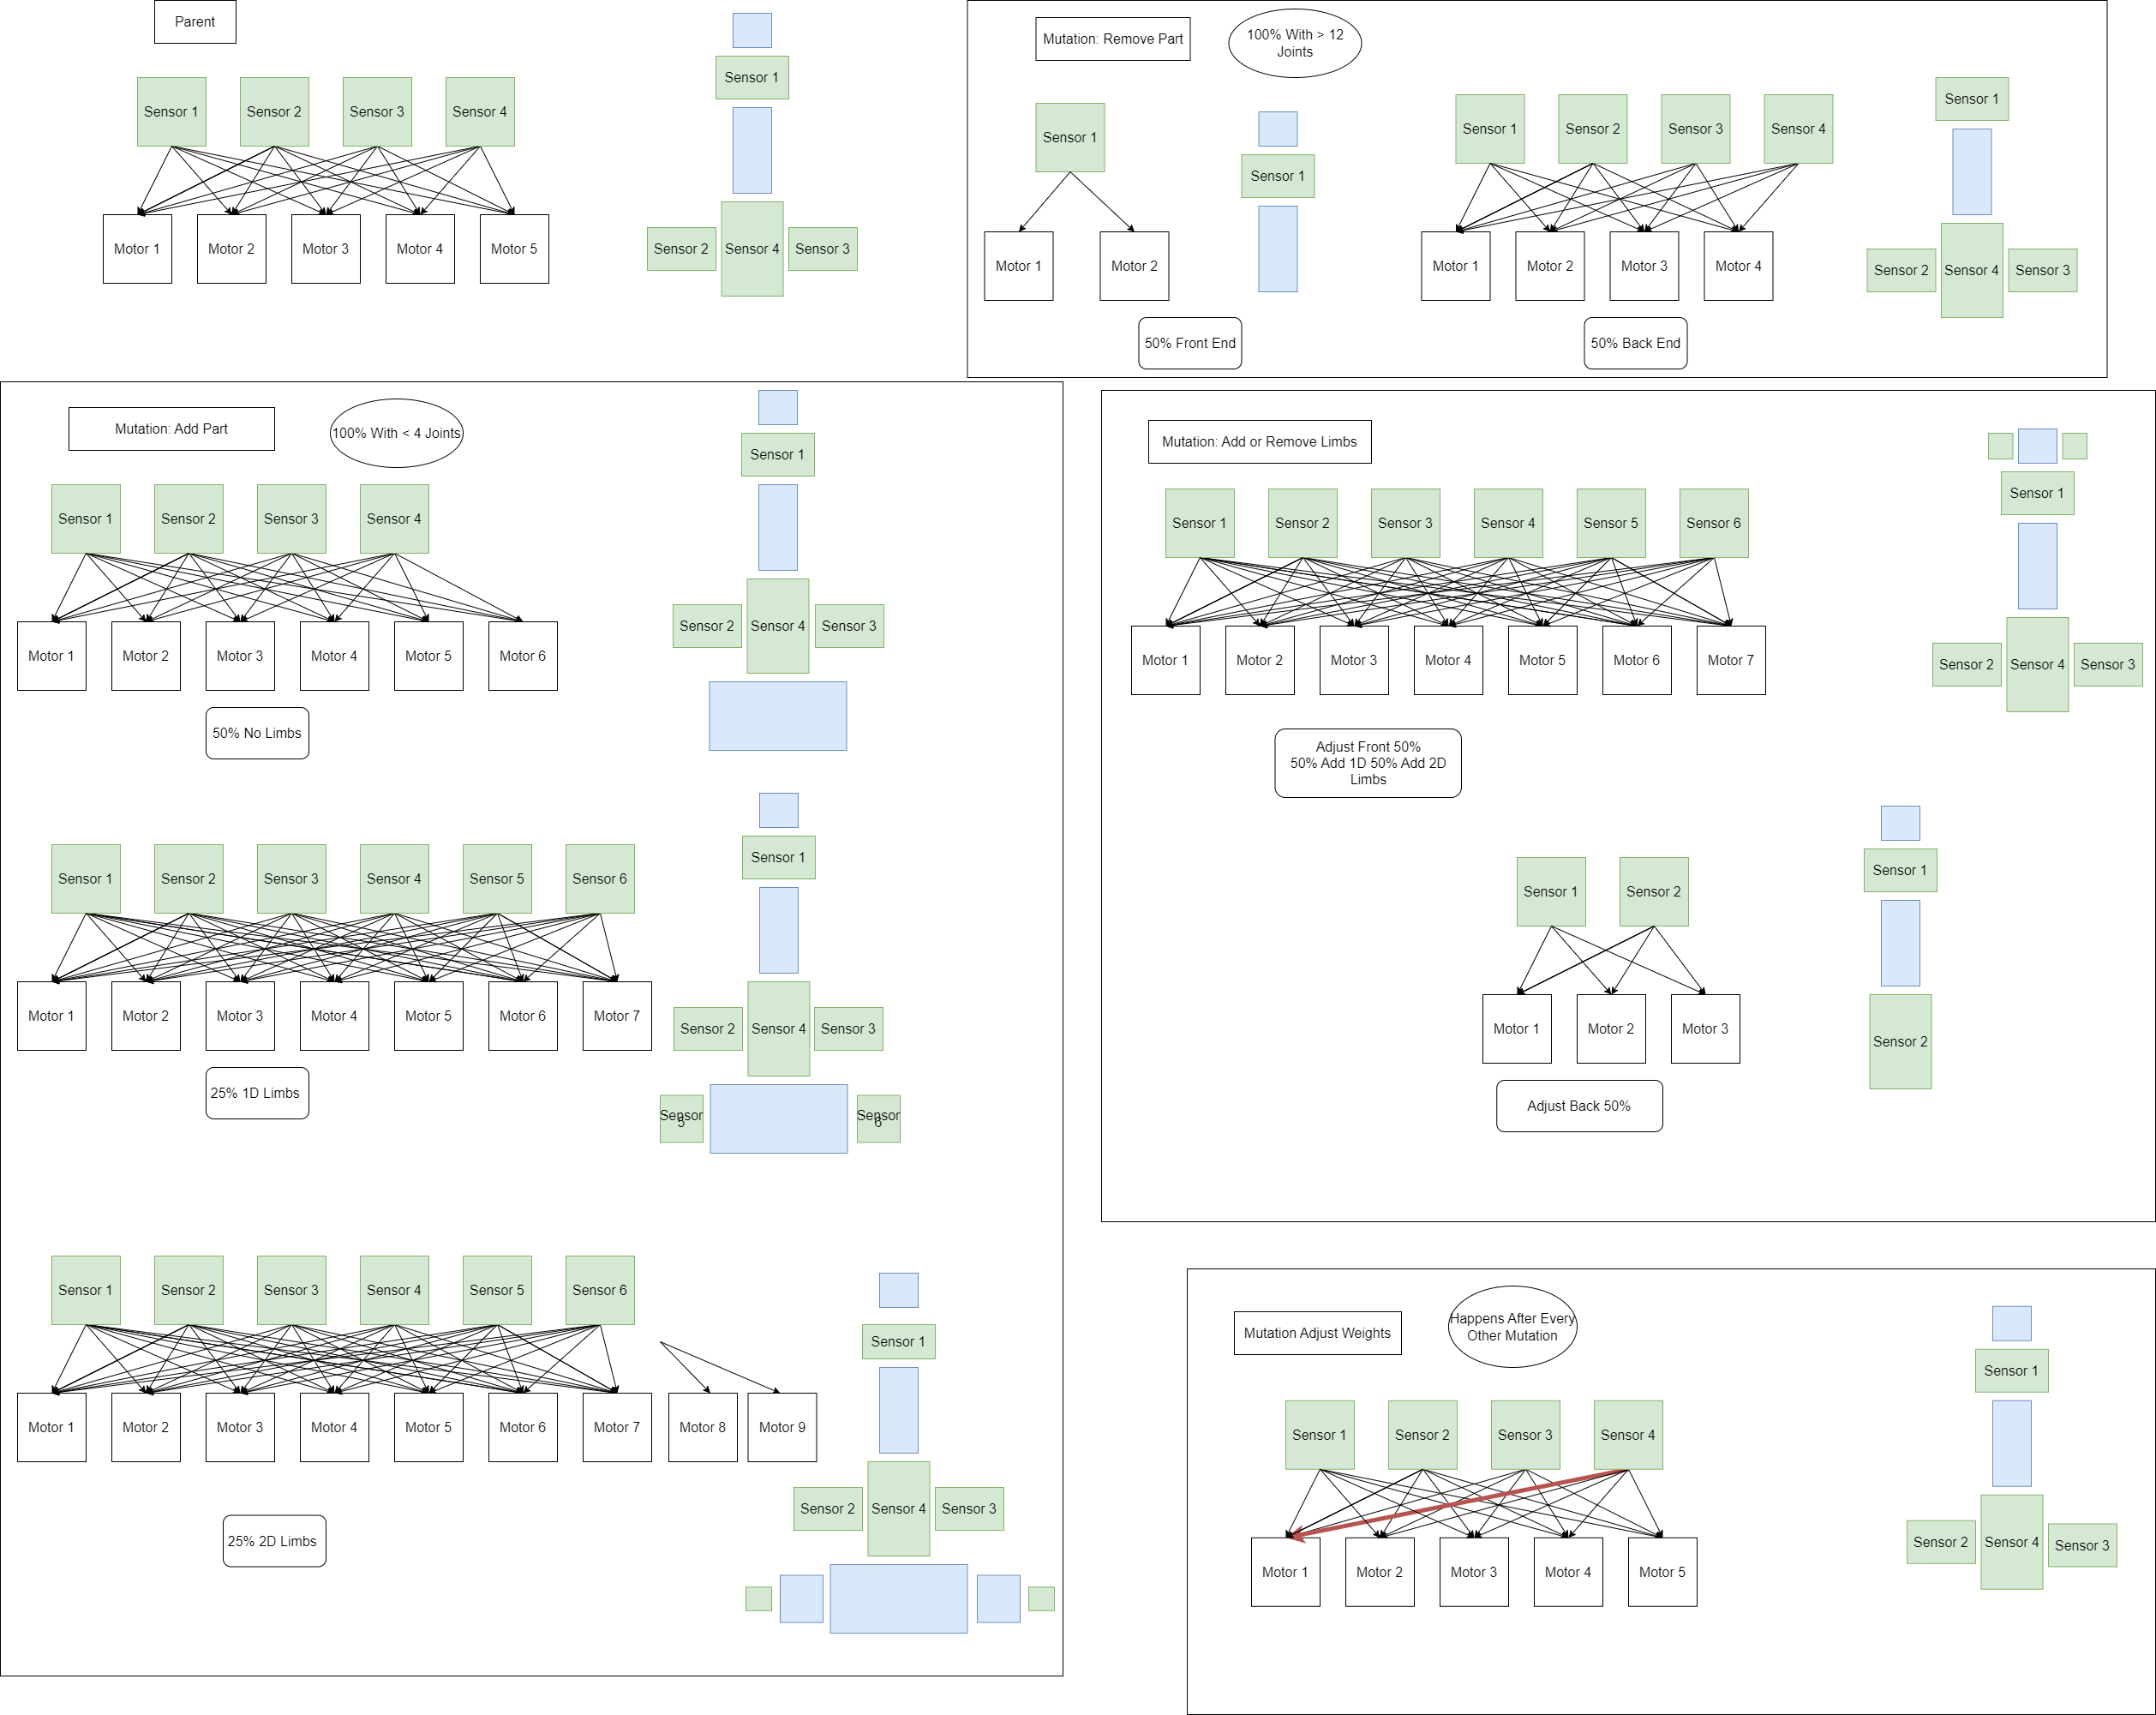 Parent
Sensor 1
Sensor 2
Sensor 3
Sensor 4
Motor 1
Motor 2
Motor 3
Motor 4
Motor 5
Sensor 1
Sensor 2
Sensor 4
Sensor 3
Mutation: Remove Part
100% With > 12
Joints
Sensor 1
Motor 1
Motor 2
Sensor 1
50% Front End
Sensor 1
Sensor 2
Sensor 3
Sensor 4
Motor 1
Motor 2
Motor 3
Motor 4
50% Back End
Sensor 1
Sensor 2
Sensor 4
Sensor 3
Mutation: Add Part
100% With < 4 Joints
Sensor 1
Sensor 2
Sensor 3
Sensor 4
Motor 1
Motor 2
Motor 3
Motor 4
Motor 5
Motor 6
50% No Limbs
Sensor 1
Sensor 2
Sensor 4
Sensor 3
Sensor 1
Sensor 2
Sensor 3
Sensor 4
Sensor 5
Sensor 6
Motor 1
Motor 2
Motor 3
Motor 4
Motor 5
Motor 6
Motor 7
25% 1D Limbs
Sensor 1
Sensor 2
Sensor 4
Sensor 3
Sensor
5
Sensor
6
Sensor 1
Sensor 2
Sensor 3
Sensor 4
Sensor 5
Sensor 6
Motor 1
Motor 2
Motor 3
Motor 4
Motor 5
Motor 6
Motor 7
Motor 8
Motor 9
25% 2D Limbs
Sensor 1
Sensor 2
Sensor 4
Sensor 3
Mutation: Add or Remove Limbs
Sensor 1
Sensor 2
Sensor 3
Sensor 4
Sensor 5
Sensor 6
Motor 1
Motor 2
Motor 3
Motor 4
Motor 5
Motor 6
Motor 7
Adjust Front 50%
50% Add 1D 50% Add 2D
Limbs
Sensor 1
Sensor 2
Sensor 4
Sensor 3
Sensor 1
Sensor 2
Motor 1
Motor 2
Motor 3
Adjust Back 50%
Sensor 1
Sensor 2
Mutation Adjust Weights
Happens After Every
Other Mutation
Sensor 1
Sensor 2
Sensor 3
Sensor 4
Motor 1
Motor 2
Motor 3
Motor 4
Motor 5
Sensor 1
Sensor 2
Sensor 4
Sensor 3